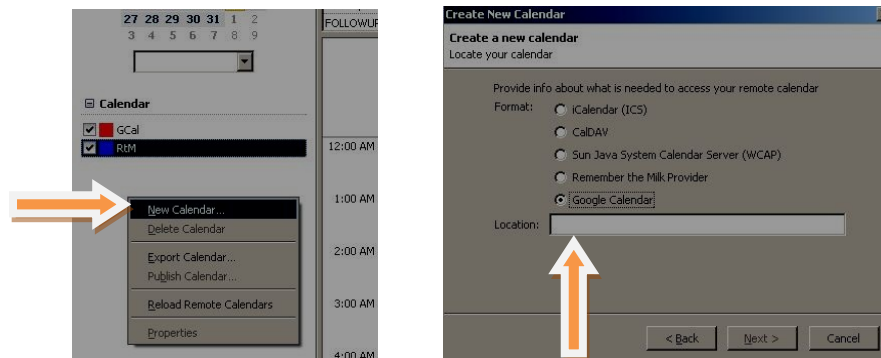 27 28 29 30 31 1 2
3 4 5 6 7 8 9
Calendar
GCal
RtM
New Calendar...
Delete Calendar
Export Calendar...
Publish Calendar...
Reload Remote Calendars
Properties
FOLLOWUP
12:00 AM
1:00 AM
2:00 AM
3:00 AM
4:00 AM
Create New Calendar
Create a new calendar
Locate your calendar
Provide info about what is needed to access your remote calendar
Format:
iCalendar (ICS)
CalDAV
Sun Java System Calendar Server (WCAP)
Remember the Milk Provider
Google Calendar
Location:
< Back
Next >
Cancel